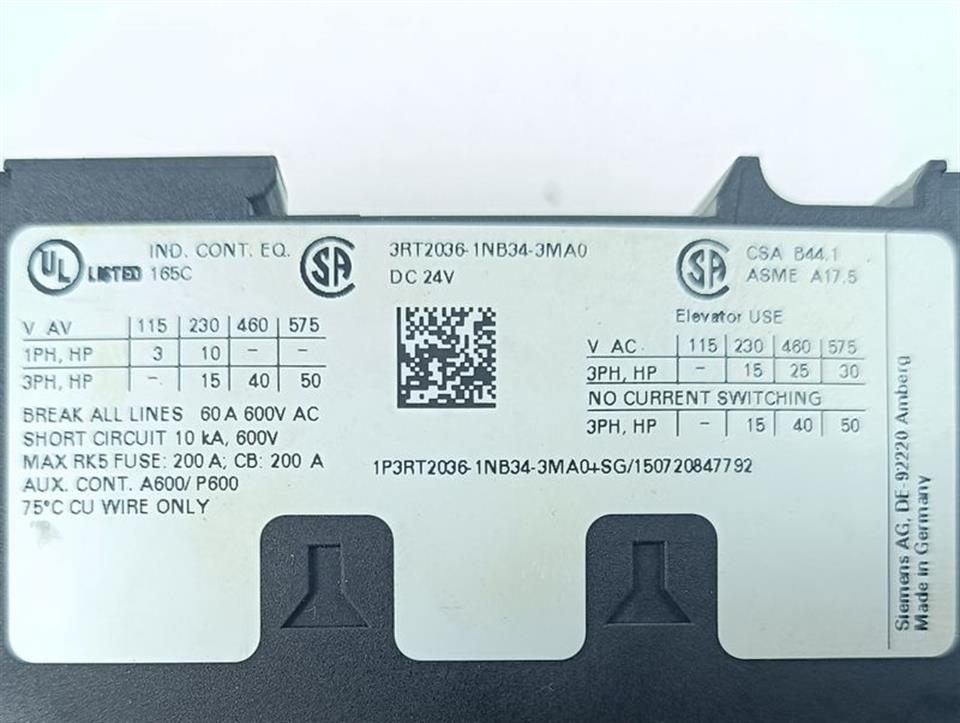 UL LISTED IND. CONT. EQ.
165C
SA
3RT2036-1NB34-3MA0
DC 24V
SA
CSA B44.1
ASME A17.5
Elevator USE
V AV 115 230 460 575
1PH, HP 3 10 – –
3PH, HP – 15 40 50
BREAK ALL LINES 60 A 600V AC
SHORT CIRCUIT 10 kA, 600V
MAX RK5 FUSE: 200 A; CB: 200 A
AUX. CONT. A600/ P600
75°C CU WIRE ONLY
V AC 115 230 460 575
3PH, HP – 15 25 30
NO CURRENT SWITCHING
3PH, HP – 15 40 50
1P3RT2036-1NB34-3MA0+SG/150720847792
Siemens AG, DE-92220 Amberg
Made in Germany